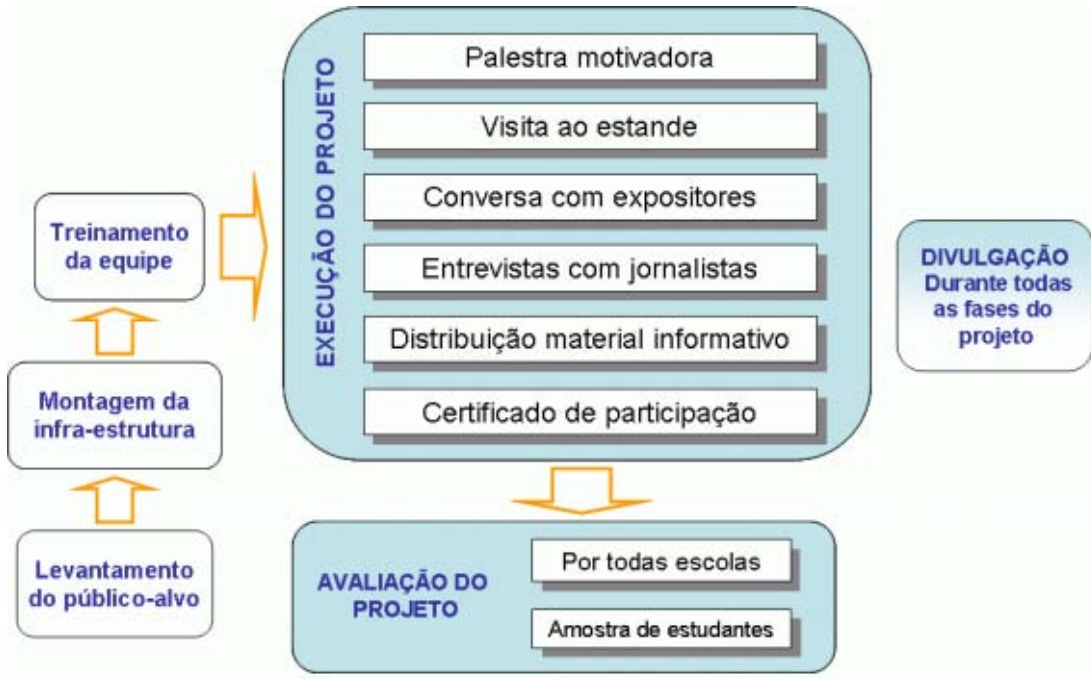 Levantamento
do público-alvo
Montagem da
infra-estrutura
Treinamento
da equipe
EXECUÇÃO DO PROJETO
Palestra motivadora
Visita ao estande
Conversa com expositores
Entrevistas com jornalistas
Distribuição material informativo
Certificado de participação
DIVULGAÇÃO
Durante todas
as fases do
projeto
AVALIAÇÃO DO
PROJETO
Por todas escolas
Amostra de estudantes